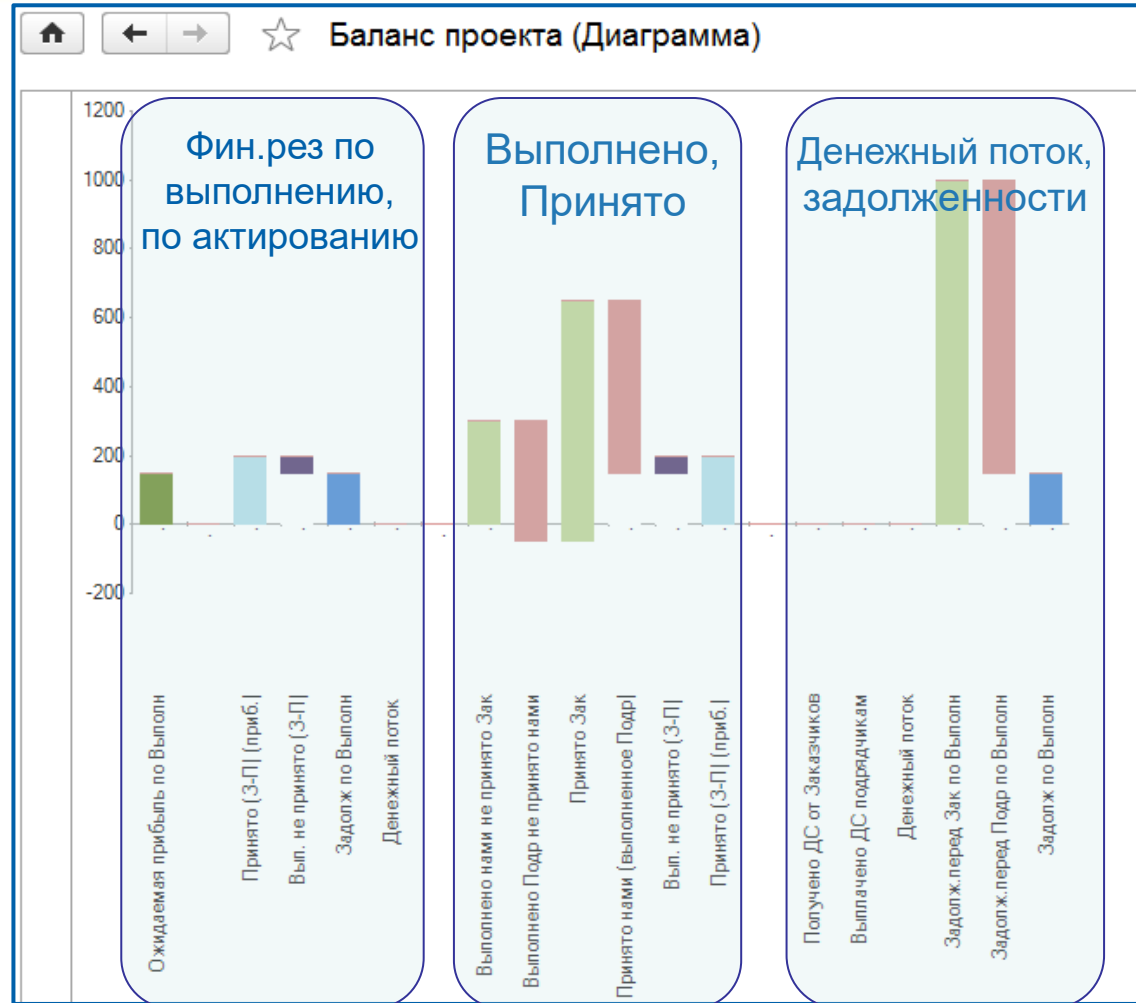 Баланс проекта (Диаграмма)
Фин.рез по
выполнению,
по актированию
Выполнено,
Принято
Денежный поток,
задолженности
1200
1000
800
600
400
200
0
-200
Ожидаемая прибыль по Выполн
Принято (З-П| (приб.|
Вып. не принято (З-П|
Задолж по Выполн
Денежный поток
Выполнено нами не принято Зак
Выполнено Подр не принято нами
Принято Зак
Принято нами (выполненное Подр|
Вып. не принято (З-П|
Принято (З-П| (приб.|
Получено ДС от Заказчиков
Выплачено ДС подрядчикам
Денежный поток
Задолж.перед Зак по Выполн
Задолж.перед Подр по Выполн
Задолж по Выполн